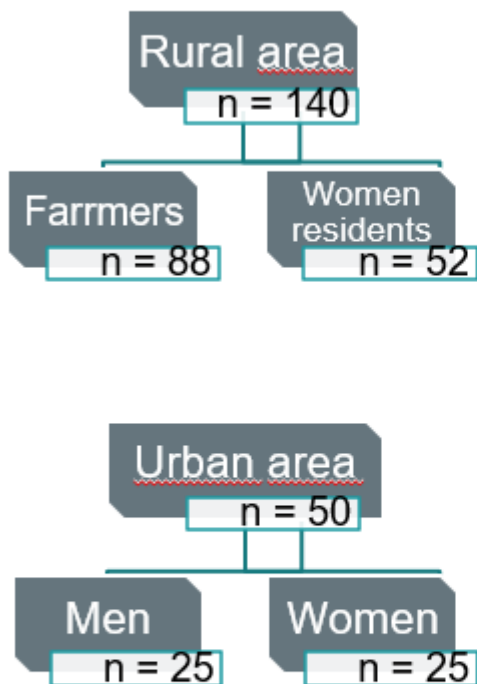 Rural area
n = 140
Farrmers
n = 88
Women
residents
n = 52
Urban area
n = 50
Men
n = 25
Women
n = 25